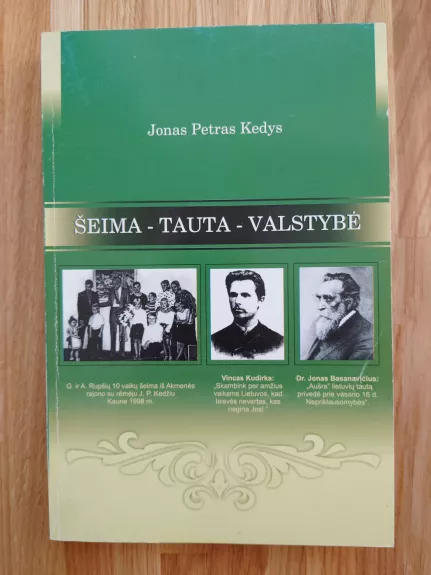 Jonas Petras Kedys
ŠEIMA - TAUTA - VALSTYBĖ
G. ir A. Rupšių 10 vaikų šeima iš Akmenės
rajono su rėmėju J. P. Kedžiu
Kaune 1998 m.
Vincas Kudirka:
„Skambink per amžius
vaikams Lietuvos, kad
laisvės nevertas, kas
negina Jos!"
Dr. Jonas Basanavičius:
„Aušra" lietuvių tautą
privedė prie vasario 16 d.
Nepriklausomybės".